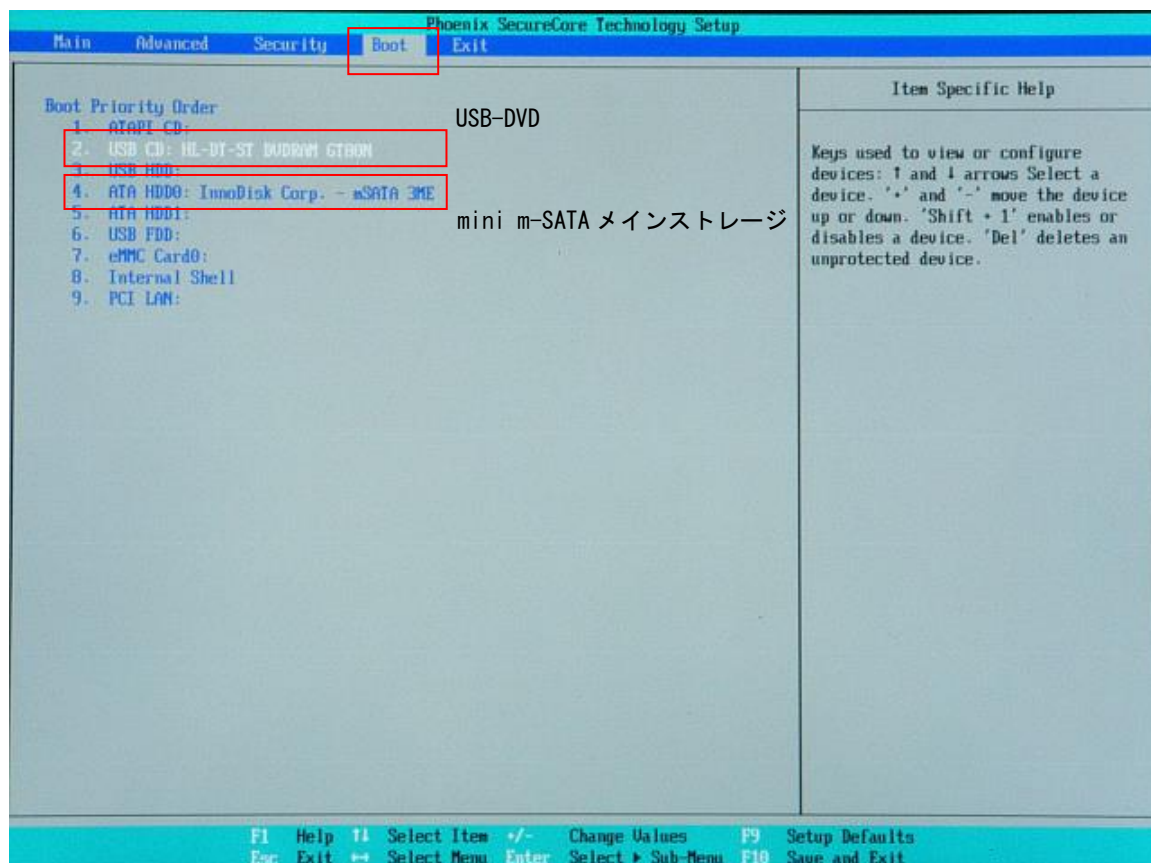 Phoenix SecureCore Technology Setup
Main Advanced Security Boot Exit
Boot Priority Order
1. ATAPI CD:
2. USB CD: HL-DT-ST DVDRAM GT80N
3. USB HDD:
4. ATA HDD0: InnoDisk Corp. - mSATA 3ME
5. ATA HDD1:
6. USB FDD:
7. eMMC Card0:
8. Internal Shell
9. PCI LAN:
USB-DVD
mini m-SATA メインストレージ
Item Specific Help
Keys used to view or configure
devices: ↑ and ↓ arrows Select a
device. '+' and '-' move the device
up or down. 'Shift + 1' enables or
disables a device. 'Del' deletes an
unprotected device.
F1 Help ↑↓ Select Item +/- Change Values F9 Setup Defaults
Esc Exit ↔ Select Menu Enter Select ▶ Sub-Menu F10 Save and Exit